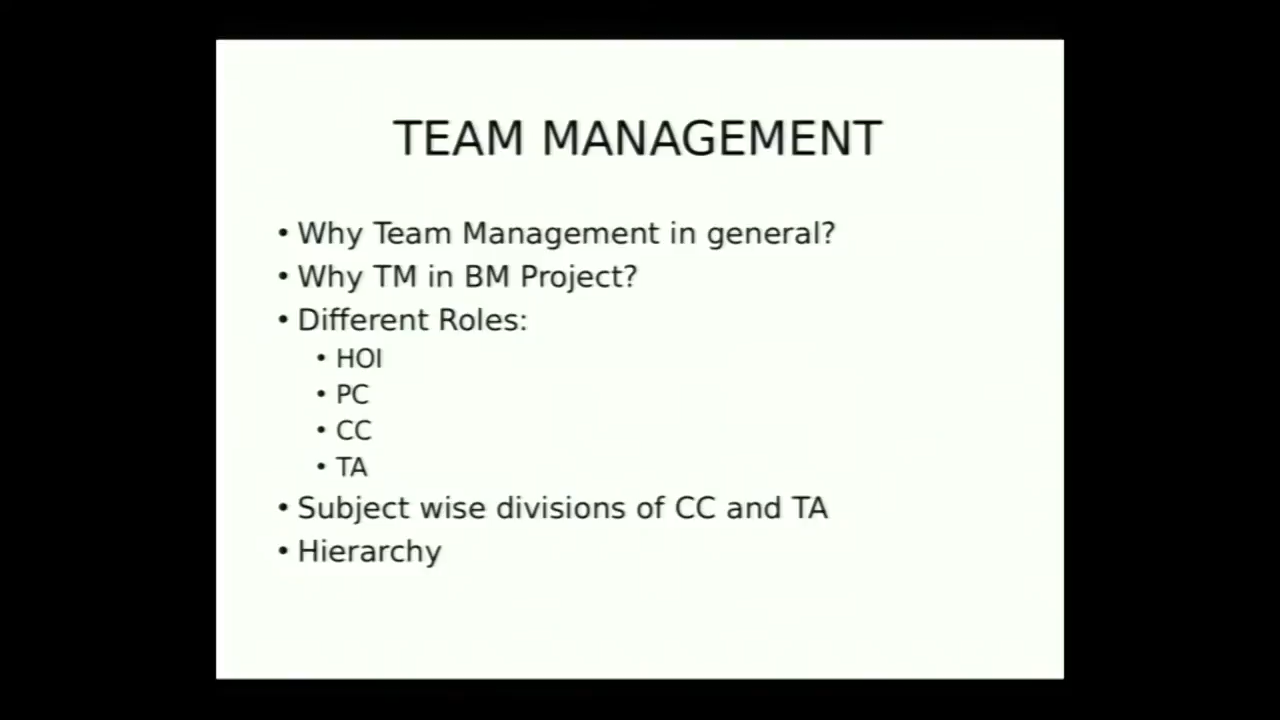 TEAM MANAGEMENT
• Why Team Management in general?
• Why TM in BM Project?
• Different Roles:
• HOI
• PC
• CC
• TA
• Subject wise divisions of CC and TA
• Hierarchy